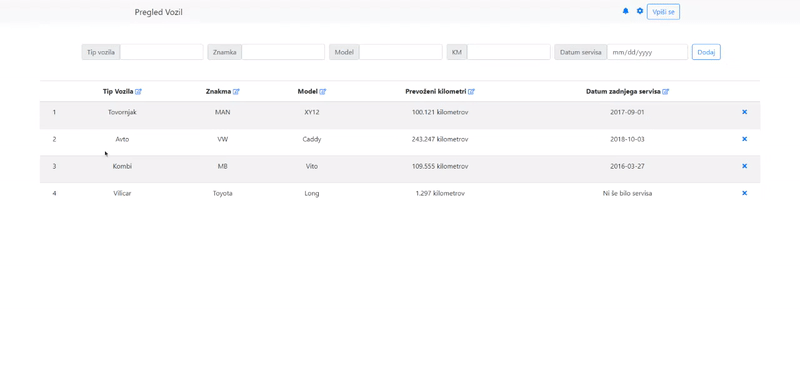 Pregled Vozil Vpiši se
Tip vozila Znamka Model KM Datum servisa mm/dd/yyyy Dodaj
Tip Vozila Znakma Model Prevoženi kilometri Datum zadnjega servisa
1 Tovornjak MAN XY12 100.121 kilometrov 2017-09-01
2 Avto VW Caddy 243.247 kilometrov 2018-10-03
3 Kombi MB Vito 109.555 kilometrov 2016-03-27
4 Viličar Toyota Long 1.297 kilometrov Ni še bilo servisa